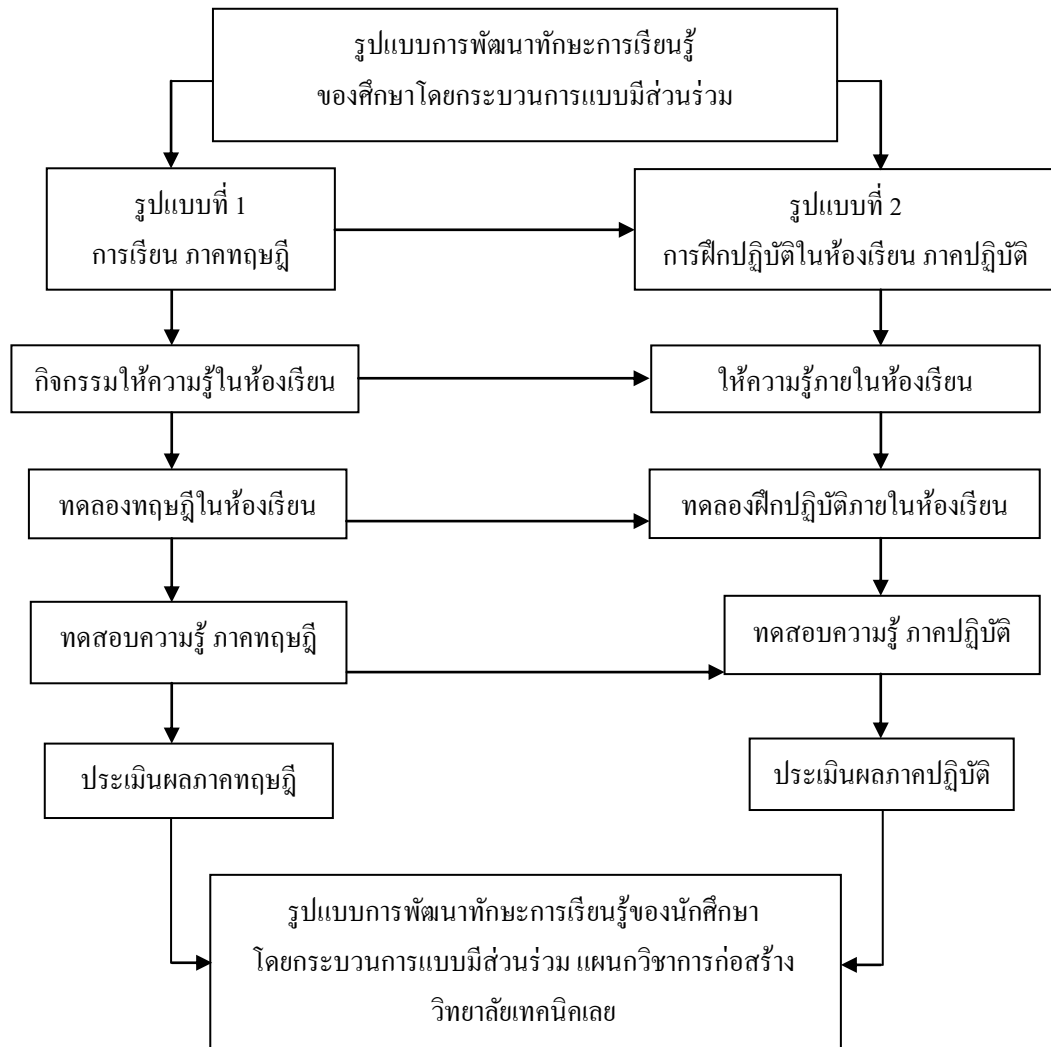 รูปแบบการพัฒนาทักษะการเรียนรู้
ของศึกษาโดยกระบวนการแบบมีส่วนร่วม
รูปแบบที่ 1
การเรียน ภาคทฤษฎี
รูปแบบที่ 2
การฝึกปฏิบัติในห้องเรียน ภาคปฏิบัติ
กิจกรรมให้ความรู้ในห้องเรียน
ให้ความรู้ภายในห้องเรียน
ทดลองทฤษฎีในห้องเรียน
ทดลองฝึกปฏิบัติภายในห้องเรียน
ทดสอบความรู้ ภาคทฤษฎี
ทดสอบความรู้ ภาคปฏิบัติ
ประเมินผลภาคทฤษฎี
ประเมินผลภาคปฏิบัติ
รูปแบบการพัฒนาทักษะการเรียนรู้ของนักศึกษา
โดยกระบวนการแบบมีส่วนร่วม แผนกวิชาการก่อสร้าง
วิทยาลัยเทคนิคเลย